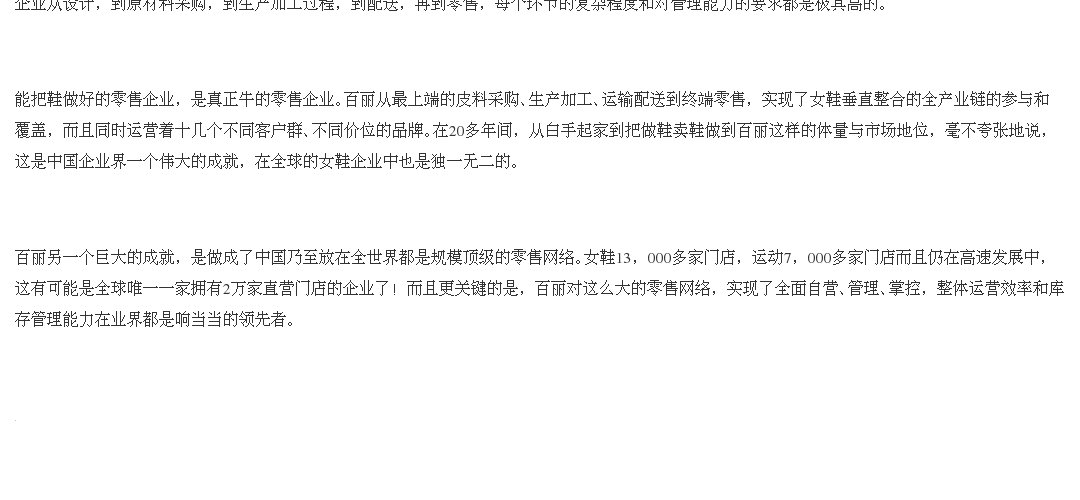 企业从设计，到原材料采购，到生产加工过程，到配送，再到零售，每个环节的复杂程度和对管理能力的要求都是极其高的。
能把鞋做好的零售企业，是真正牛的零售企业。百丽从最上端的皮料采购、生产加工、运输配送到终端零售，实现了女鞋垂直整合的全产业链的参与和
覆盖，而且同时运营着十几个不同客户群、不同价位的品牌。在20多年间，从白手起家到把做鞋卖鞋做到百丽这样的体量与市场地位，毫不夸张地说，
这是中国企业界一个伟大的成就，在全球的女鞋企业中也是独一无二的。
百丽另一个巨大的成就，是做成了中国乃至放在全世界都是规模顶级的零售网络。女鞋13，000多家门店，运动7，000多家门店而且仍在高速发展中，
这有可能是全球唯一一家拥有2万家直营门店的企业了！而且更关键的是，百丽对这么大的零售网络，实现了全面自营、管理、掌控，整体运营效率和库
存管理能力在业界都是响当当的领先者。